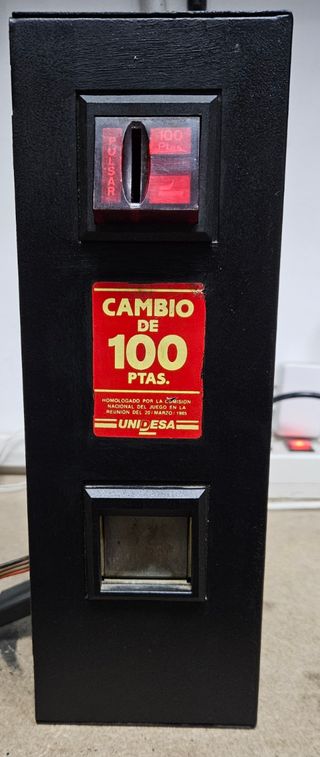 PULSAR
100
Ptas.
CAMBIO
DE
100
PTAS.
HOMOLOGADO POR LA COMISION
NACIONAL DEL JUEGO EN LA
REUNION DEL 20-MARZO-1985
UNIDESA